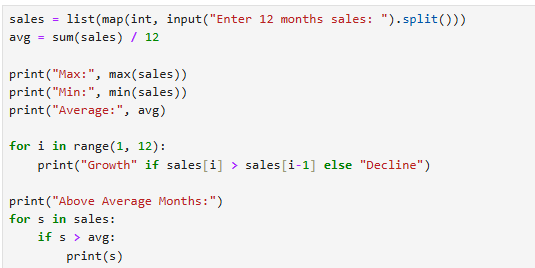 sales = list(map(int, input("Enter 12 months sales: ").split()))
avg = sum(sales) / 12
print("Max:", max(sales))
print("Min:", min(sales))
print("Average:", avg)
for i in range(1, 12):
    print("Growth" if sales[i] > sales[i-1] else "Decline")
print("Above Average Months:")
for s in sales:
    if s > avg:
        print(s)